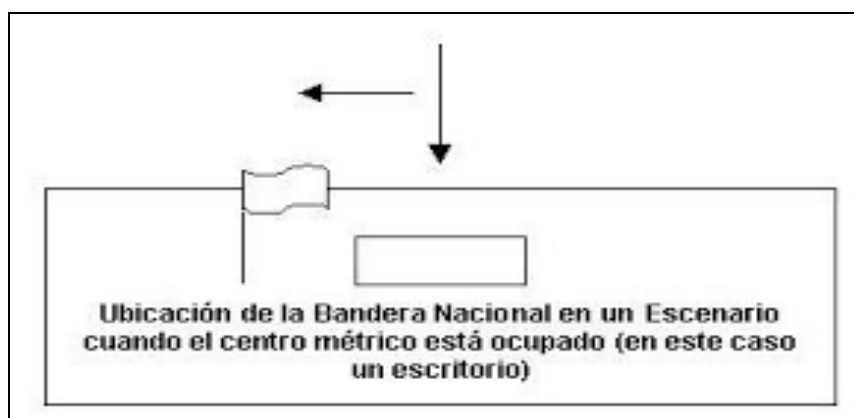 Ubicación de la Bandera Nacional en un Escenario
cuando el centro métrico está ocupado (en este caso
un escritorio)